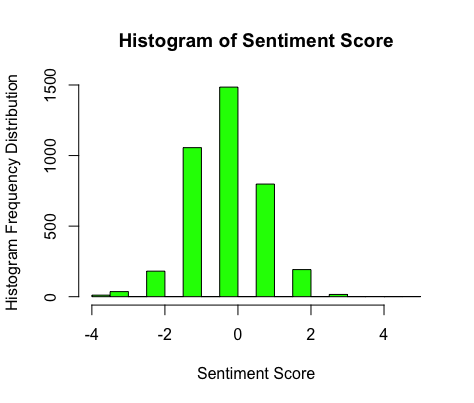 Histogram of Sentiment Score
Histogram Frequency Distribution
1500
1000
500
0
-4 -2 0 2 4
Sentiment Score